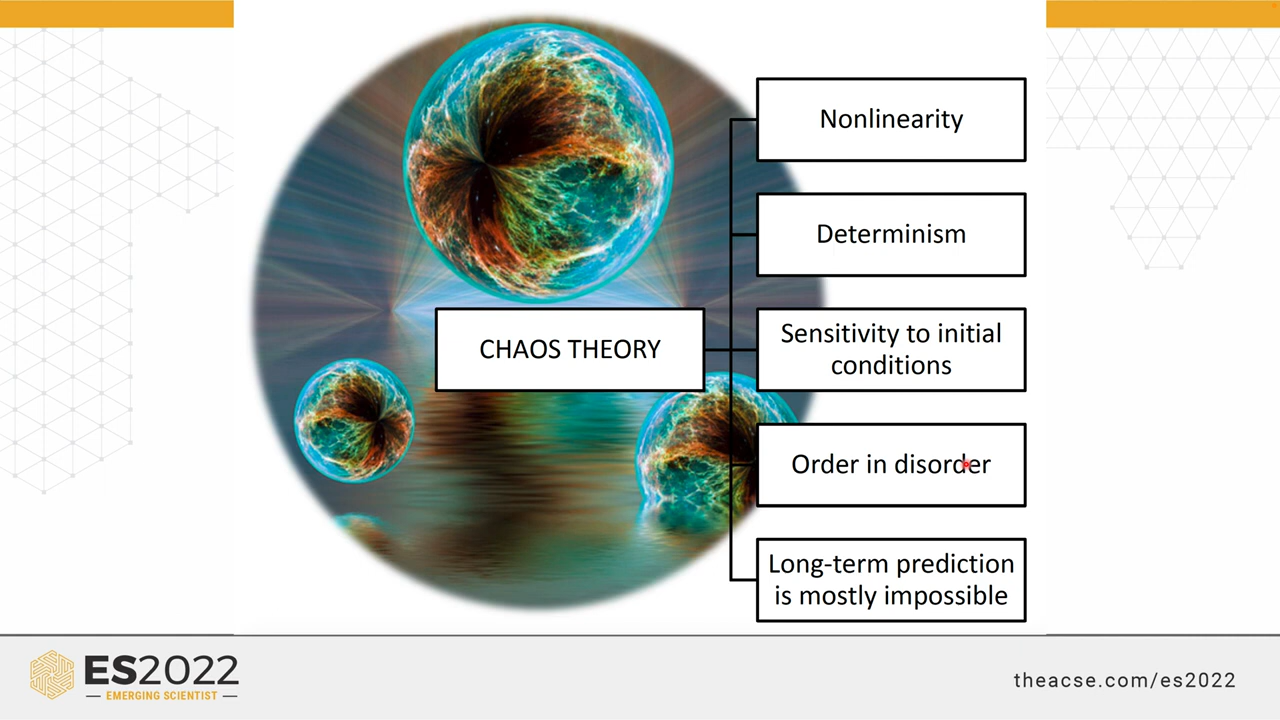 CHAOS THEORY
Nonlinearity
Determinism
Sensitivity to initial
conditions
Order in disorder
Long-term prediction
is mostly impossible
ES2022
EMERGING SCIENTIST
theacse.com/es2022